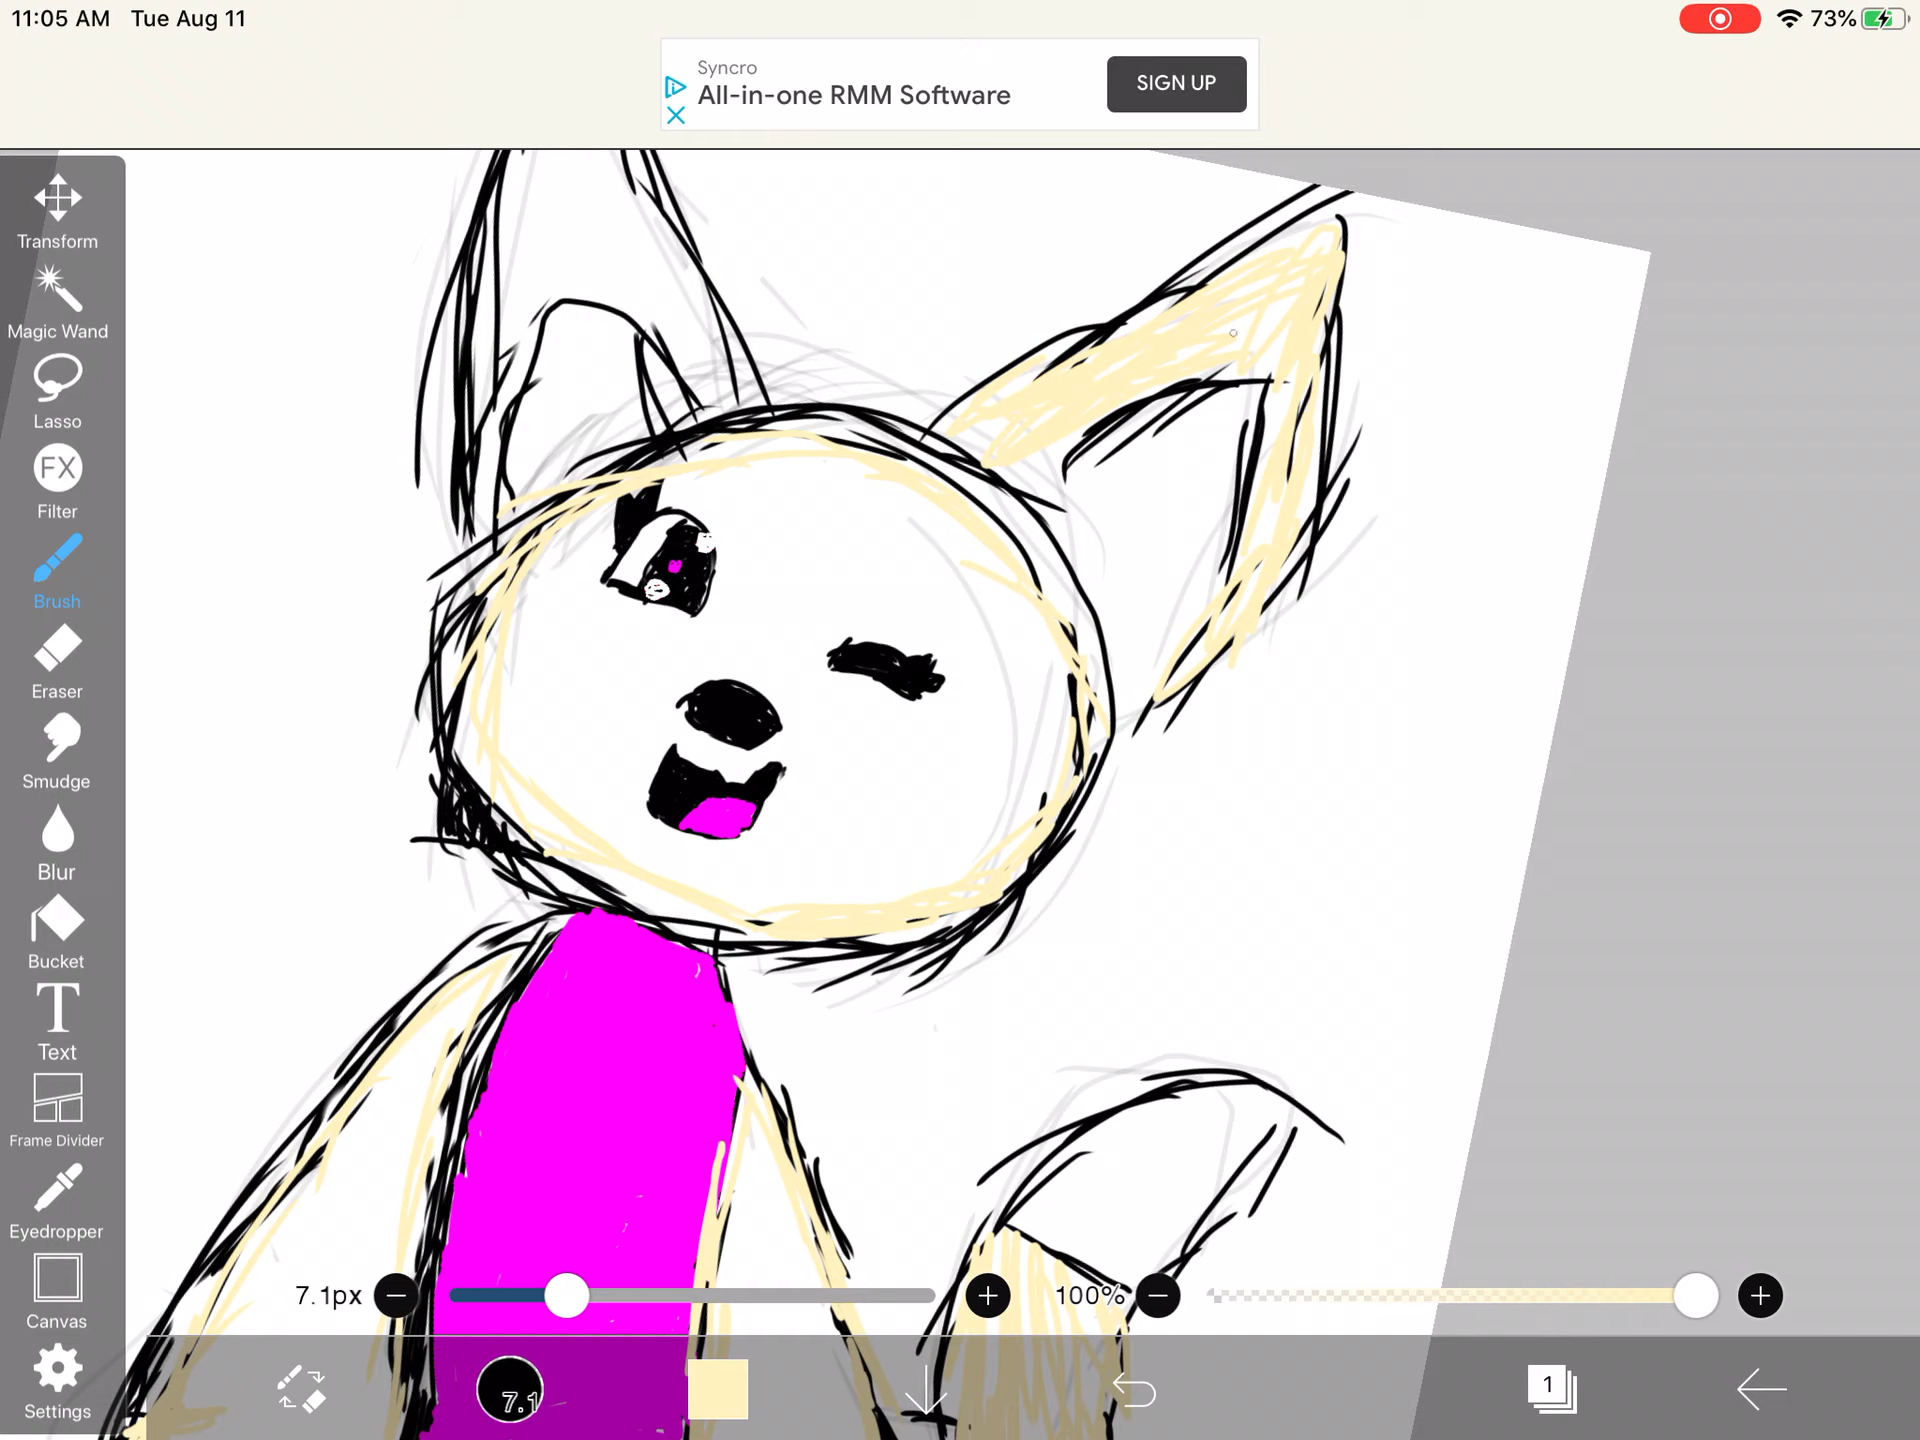 11:05 AM Tue Aug 11
73%
Syncro
All-in-one RMM Software
SIGN UP
Transform
Magic Wand
Lasso
FX
Filter
Brush
Eraser
Smudge
Blur
Bucket
T
Text
Frame Divider
Eyedropper
Canvas
Settings
7.1px
100%
7.1
1